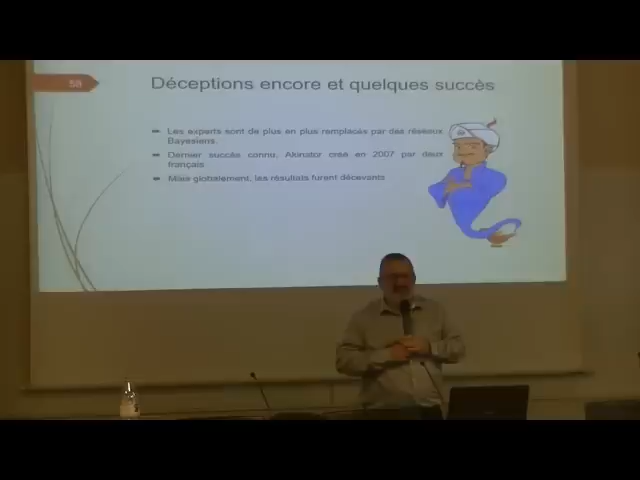 58
Déceptions encore et quelques succès
Les experts sont de plus en plus remplacés par des réseaux
Bayesiens.
Dernier succès connu, Akinator créé en 2007 par deux
français
Mais globalement, les résultats furent décevants